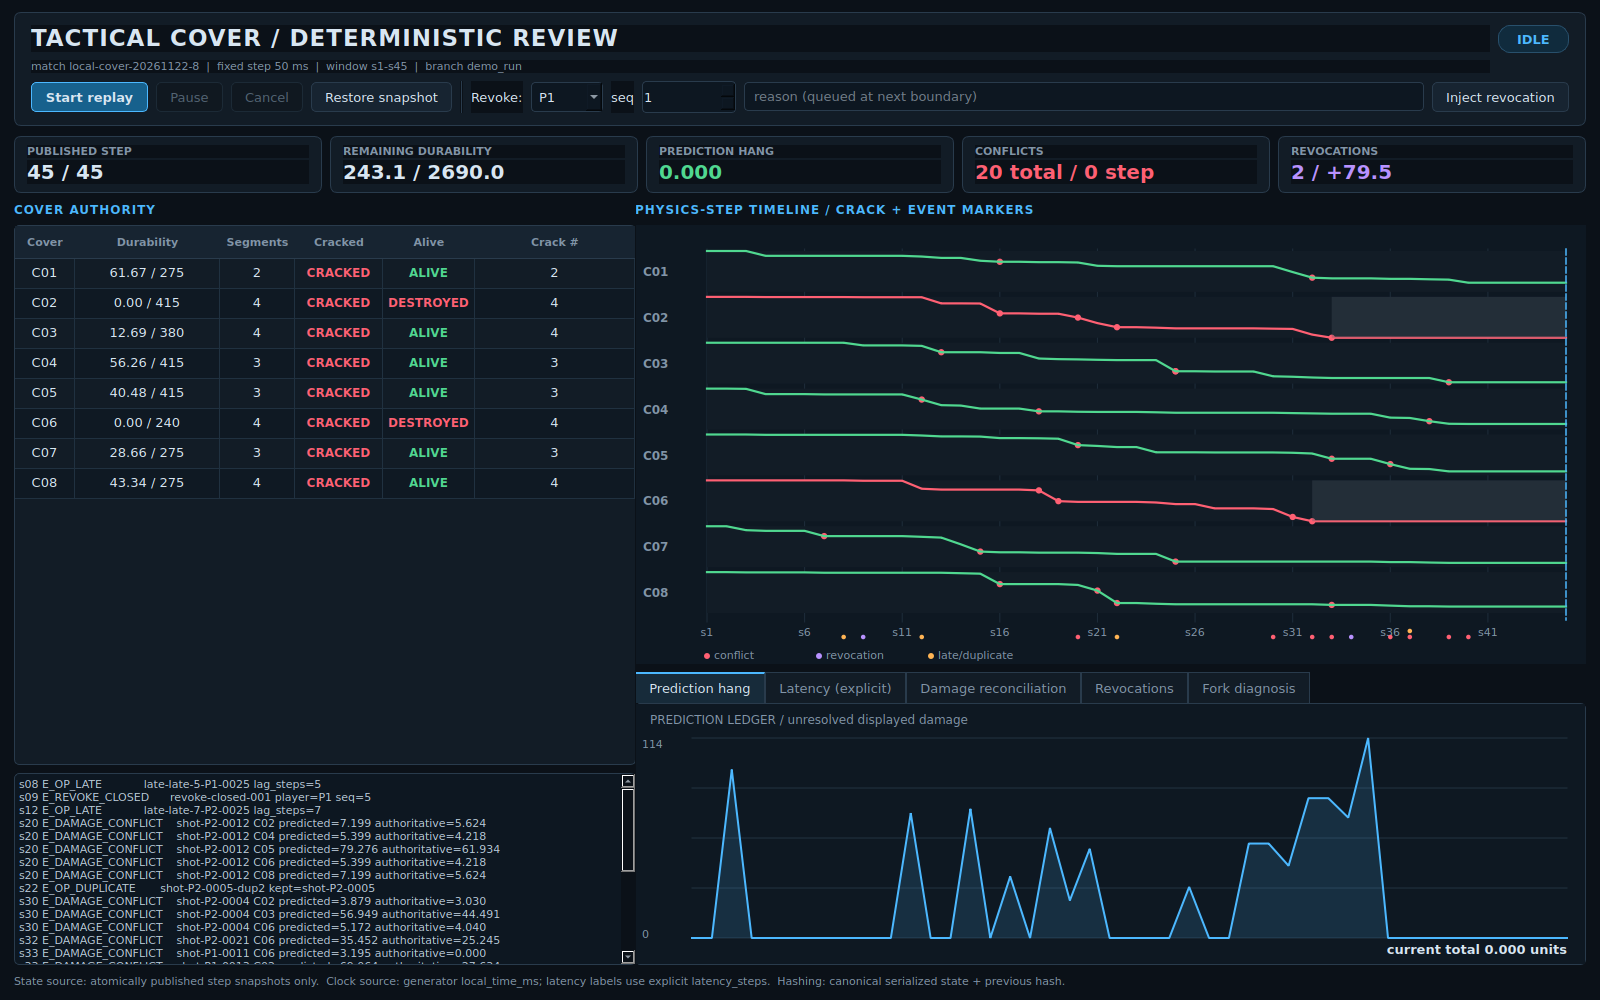 TACTICAL COVER / DETERMINISTIC REVIEW
IDLE
match local-cover-20261122-8 | fixed step 50 ms | window s1-s45 | branch demo_run
Start replay Pause Cancel Restore snapshot Revoke: P1 seq 1 reason (queued at next boundary) Inject revocation
PUBLISHED STEP
45 / 45
REMAINING DURABILITY
243.1 / 2690.0
PREDICTION HANG
0.000
CONFLICTS
20 total / 0 step
REVOCATIONS
2 / +79.5
COVER AUTHORITY
Cover Durability Segments Cracked Alive Crack #
C01 61.67 / 275 2 CRACKED ALIVE 2
C02 0.00 / 415 4 CRACKED DESTROYED 4
C03 12.69 / 380 4 CRACKED ALIVE 4
C04 56.26 / 415 3 CRACKED ALIVE 3
C05 40.48 / 415 3 CRACKED ALIVE 3
C06 0.00 / 240 4 CRACKED DESTROYED 4
C07 28.66 / 275 3 CRACKED ALIVE 3
C08 43.34 / 275 4 CRACKED ALIVE 4
s08 E_OP_LATE late-late-5-P1-0025 lag_steps=5
s09 E_REVOKE_CLOSED revoke-closed-001 player=P1 seq=5
s12 E_OP_LATE late-late-7-P2-0025 lag_steps=7
s20 E_DAMAGE_CONFLICT shot-P2-0012 C02 predicted=7.199 authoritative=5.624
s20 E_DAMAGE_CONFLICT shot-P2-0012 C04 predicted=5.399 authoritative=4.218
s20 E_DAMAGE_CONFLICT shot-P2-0012 C05 predicted=79.276 authoritative=61.934
s20 E_DAMAGE_CONFLICT shot-P2-0012 C06 predicted=5.399 authoritative=4.218
s20 E_DAMAGE_CONFLICT shot-P2-0012 C08 predicted=7.199 authoritative=5.624
s22 E_OP_DUPLICATE shot-P2-0005-dup2 kept=shot-P2-0005
s30 E_DAMAGE_CONFLICT shot-P2-0004 C02 predicted=3.879 authoritative=3.030
s30 E_DAMAGE_CONFLICT shot-P2-0004 C03 predicted=56.949 authoritative=44.491
s30 E_DAMAGE_CONFLICT shot-P2-0004 C06 predicted=5.172 authoritative=4.040
s32 E_DAMAGE_CONFLICT shot-P2-0021 C06 predicted=35.452 authoritative=25.245
s33 E_DAMAGE_CONFLICT shot-P1-0011 C06 predicted=3.195 authoritative=0.000
PHYSICS-STEP TIMELINE / CRACK + EVENT MARKERS
C01
C02
C03
C04
C05
C06
C07
C08
s1 s6 s11 s16 s21 s26 s31 s36 s41
conflict revocation late/duplicate
Prediction hang Latency (explicit) Damage reconciliation Revocations Fork diagnosis
PREDICTION LEDGER / unresolved displayed damage
114
0
current total 0.000 units
State source: atomically published step snapshots only. Clock source: generator local_time_ms; latency labels use explicit latency_steps. Hashing: canonical serialized state + previous hash.